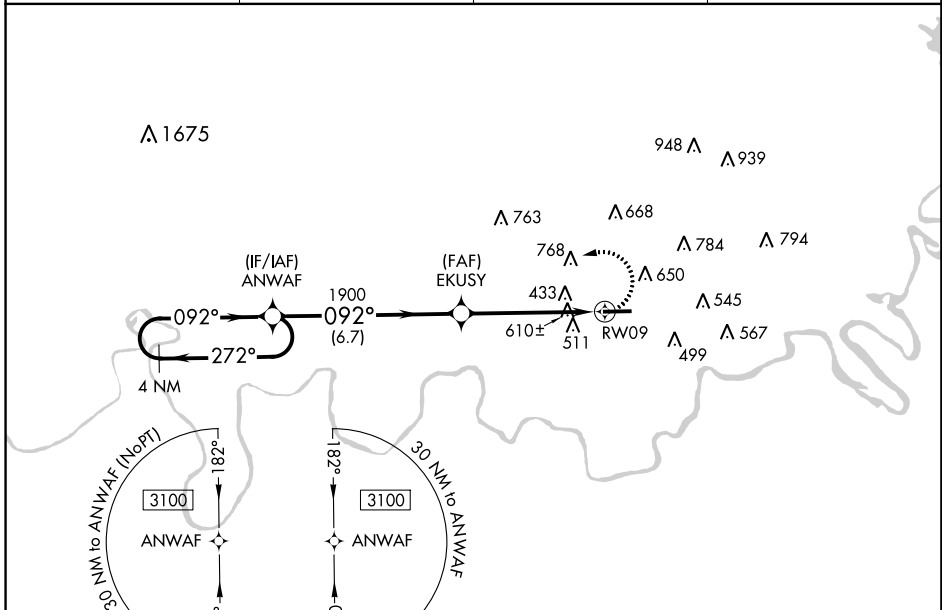 1675
948
939
763
668
768
784
794
(IF/IAF)
ANWAF
(FAF)
EKUSY
650
433
1900
092°
(6.7)
092°
545
610±
RW09
511
567
272°
499
4 NM
30 NM to ANWAF (NoPT)
182°
182°
30 NM to ANWAF
3100
3100
ANWAF
ANWAF